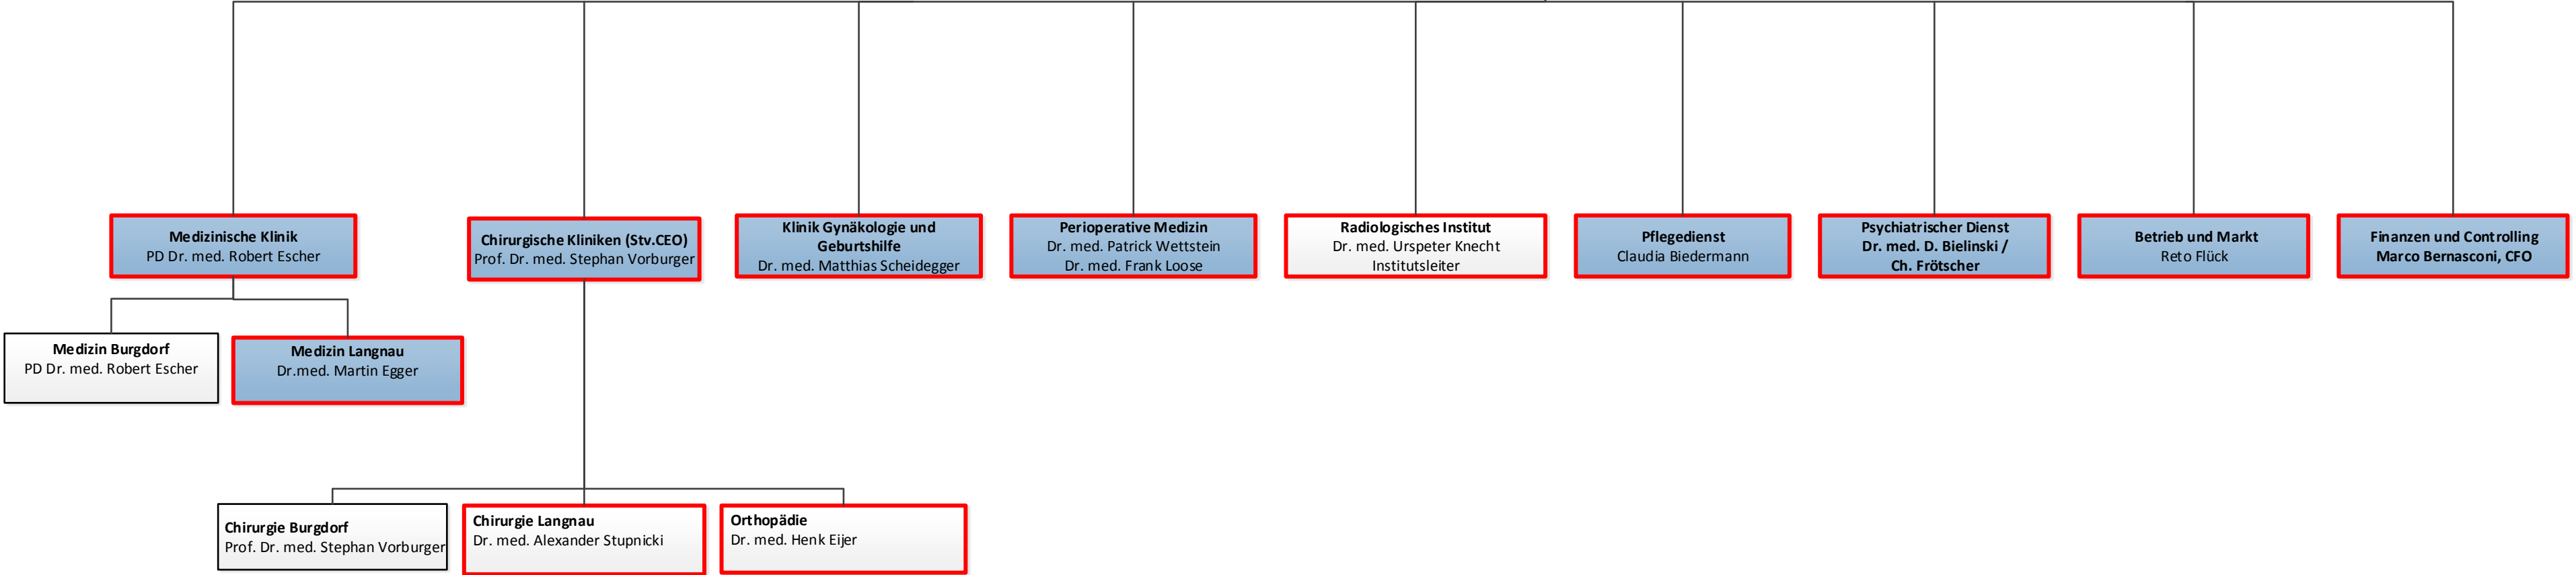 Medizinische Klinik
PD Dr. med. Robert Escher
Chirurgische Kliniken (Stv.CEO)
Prof. Dr. med. Stephan Vorburger
Klinik Gynäkologie und
Geburtshilfe
Dr. med. Matthias Scheidegger
Perioperative Medizin
Dr. med. Patrick Wettstein
Dr. med. Frank Loose
Radiologisches Institut
Dr. med. Urspeter Knecht
Institutsleiter
Pflegedienst
Claudia Biedermann
Psychiatrischer Dienst
Dr. med. D. Bielinski /
Ch. Frötscher
Betrieb und Markt
Reto Flück
Finanzen und Controlling
Marco Bernasconi, CFO
Medizin Burgdorf
PD Dr. med. Robert Escher
Medizin Langnau
Dr.med. Martin Egger
Chirurgie Burgdorf
Prof. Dr. med. Stephan Vorburger
Chirurgie Langnau
Dr. med. Alexander Stupnicki
Orthopädie
Dr. med. Henk Eijer